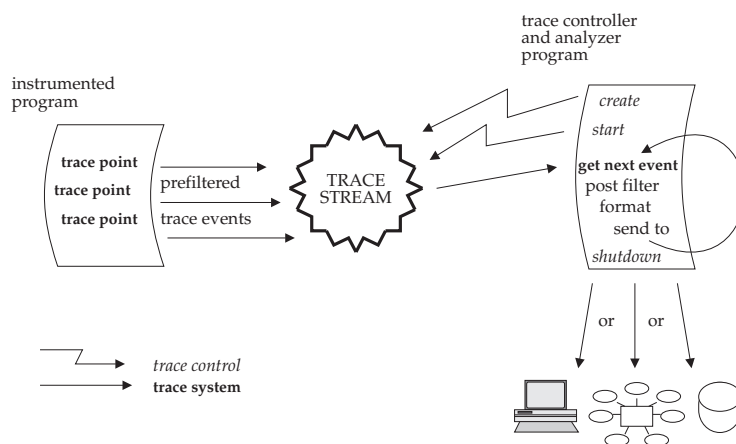 trace controller
and analyzer
program
instrumented
program
create
start
trace point
prefiltered
trace point
trace events
trace point
TRACE
STREAM
get next event
post filter
format
send to
shutdown
or
or
trace control
trace system